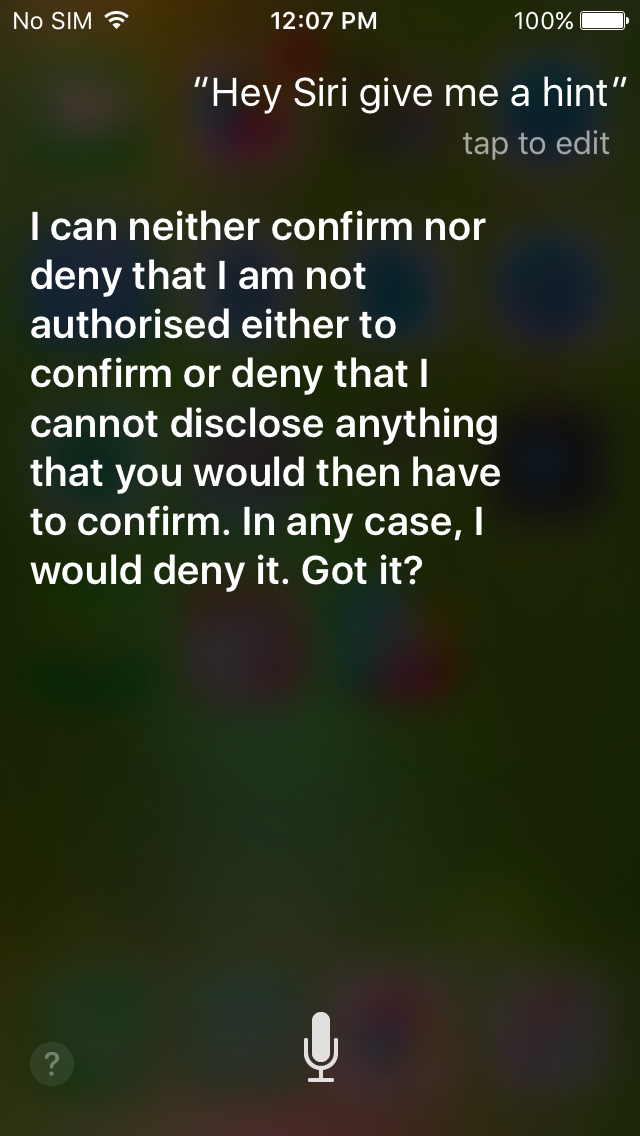 No SIM 12:07 PM 100%
“Hey Siri give me a hint”
tap to edit
I can neither confirm nor
deny that I am not
authorised either to
confirm or deny that I
cannot disclose anything
that you would then have
to confirm. In any case, I
would deny it. Got it?
?